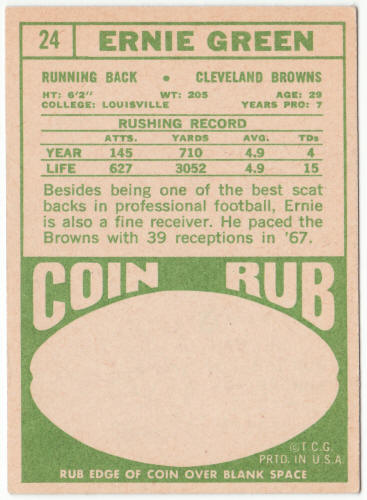 24 ERNIE GREEN
RUNNING BACK • CLEVELAND BROWNS
HT: 6'2" WT: 205 AGE: 29
COLLEGE: LOUISVILLE YEARS PRO: 7
RUSHING RECORD
ATTS. YARDS AVG. TDs
YEAR 145 710 4.9 4
LIFE 627 3052 4.9 15
Besides being one of the best scat
backs in professional football, Ernie
is also a fine receiver. He paced the
Browns with 39 receptions in '67.
COIN RUB
©T.C.G.
PRTD. IN U.S.A.
RUB EDGE OF COIN OVER BLANK SPACE